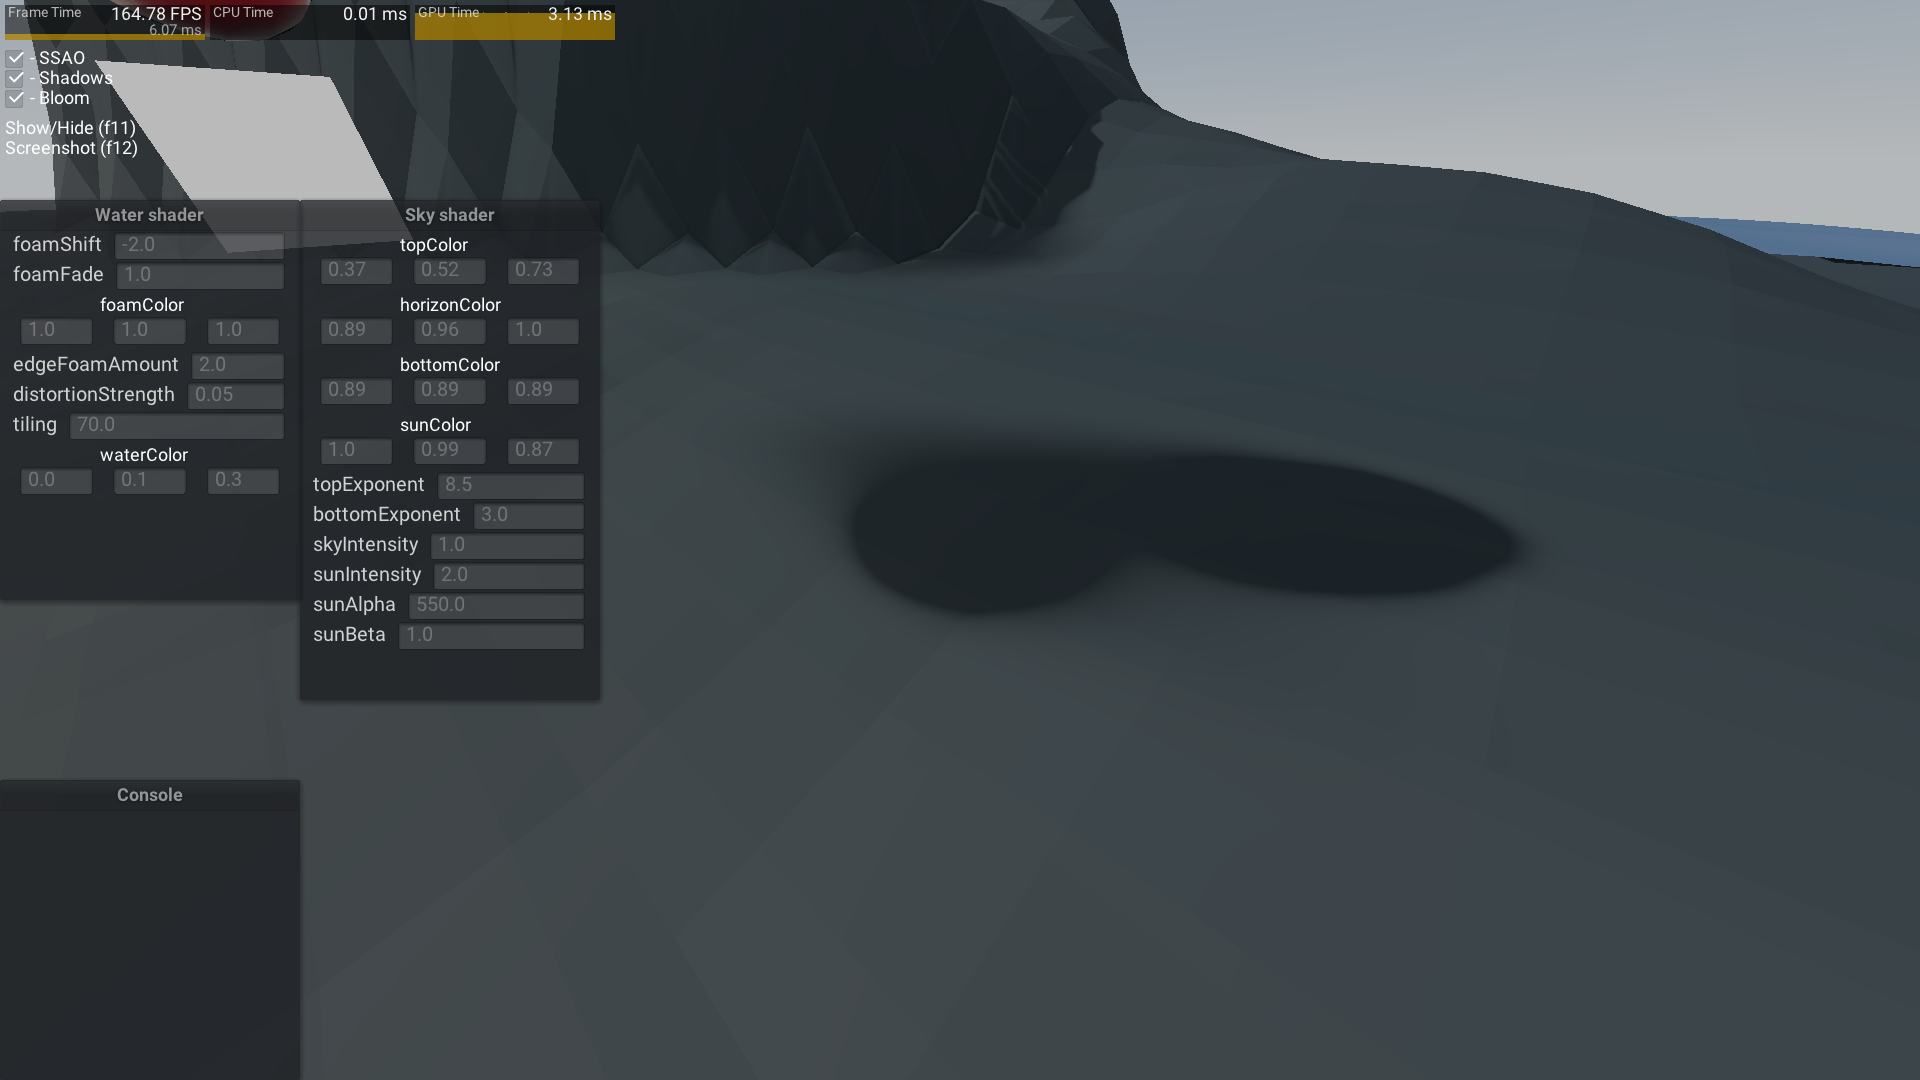 Frame Time 164.78 FPS CPU Time 0.01 ms GPU Time 3.13 ms
6.07 ms
- SSAO
- Shadows
- Bloom
Show/Hide (f11)
Screenshot (f12)
Water shader
foamShift -2.0
foamFade 1.0
foamColor
1.0 1.0 1.0
edgeFoamAmount 2.0
distortionStrength 0.05
tiling 70.0
waterColor
0.0 0.1 0.3
Sky shader
topColor
0.37 0.52 0.73
horizonColor
0.89 0.96 1.0
bottomColor
0.89 0.89 0.89
sunColor
1.0 0.99 0.87
topExponent 8.5
bottomExponent 3.0
skyIntensity 1.0
sunIntensity 2.0
sunAlpha 550.0
sunBeta 1.0
Console